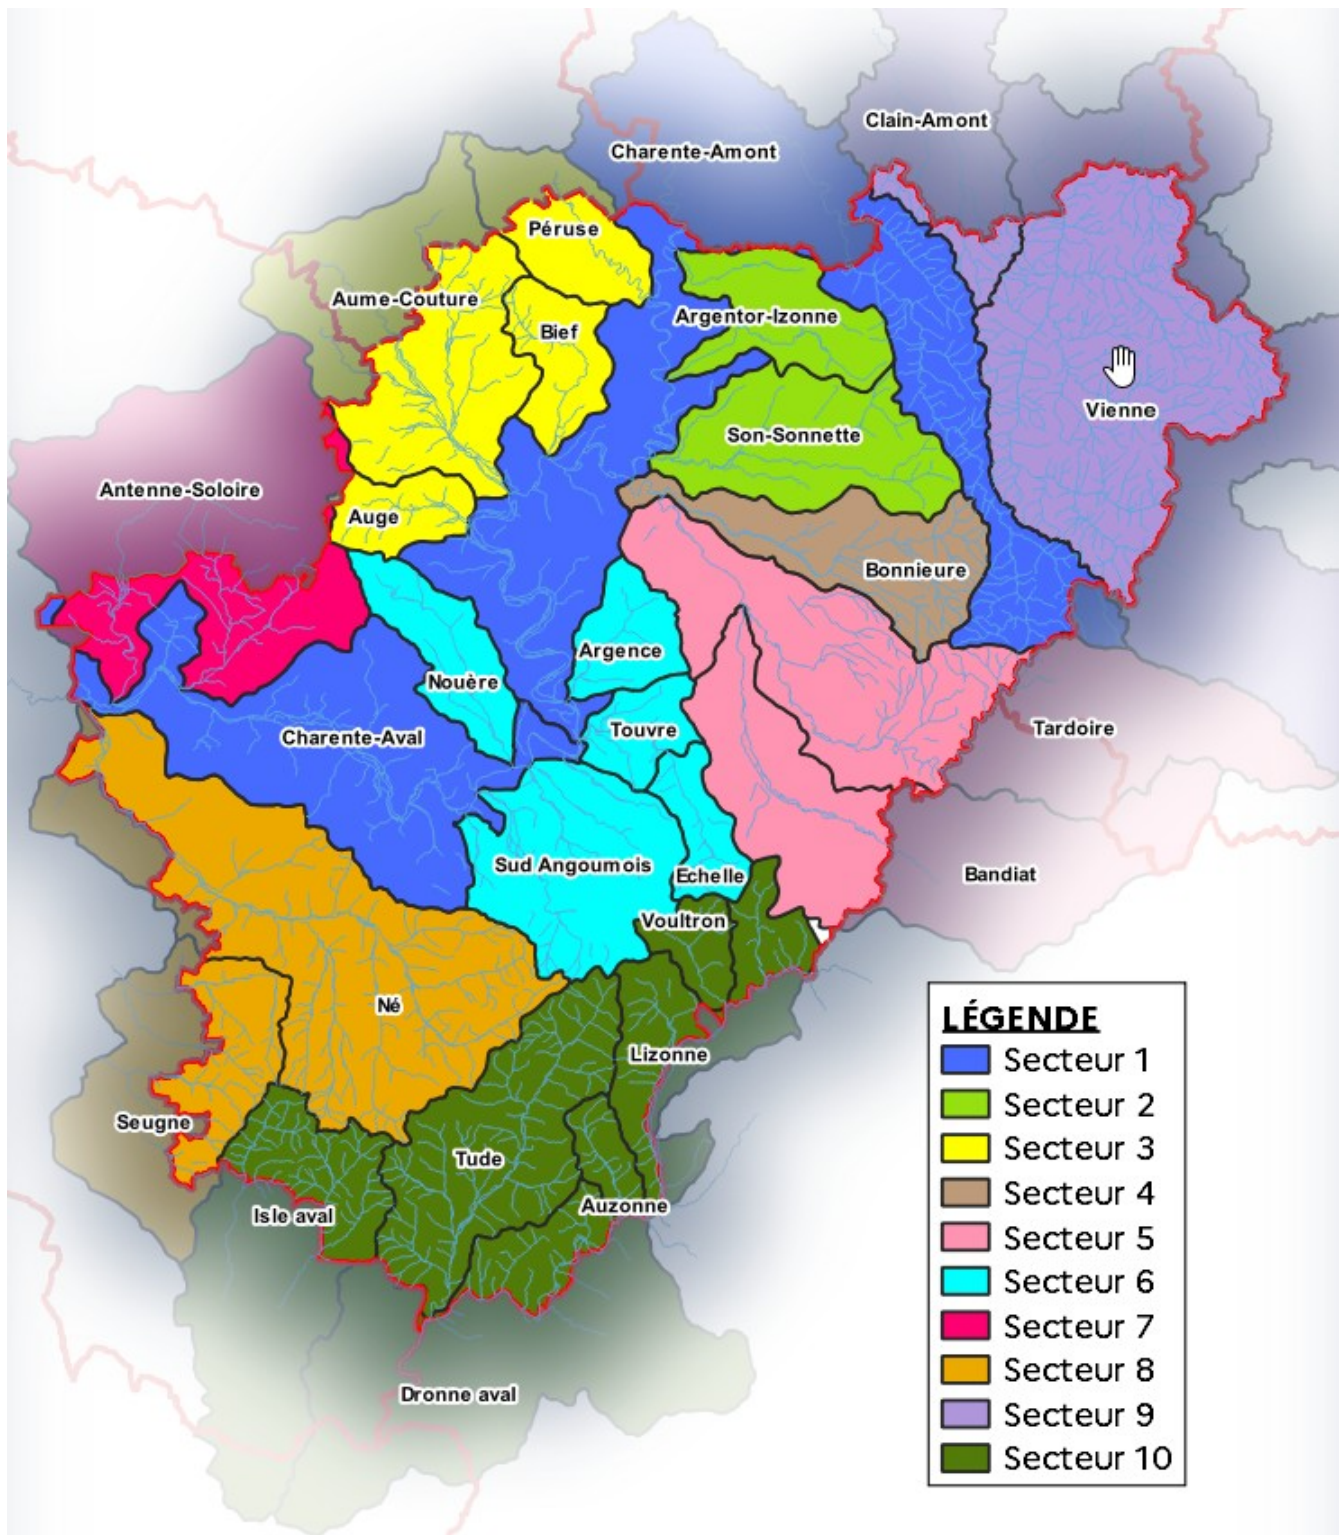 Clain-Amont
Charente-Amont
Péruse
Aume-Couture
Argentor-Izonne
Bief
Vienne
Son-Sonnette
Antenne-Soloire
Auge
Bonnieure
Argence
Nouère
Touvre
Tardoire
Charente-Aval
Sud Angoumois
Echelle
Bandiat
Voultron
Né
Lizonne
Seugne
Tude
Auzonne
Isle aval
Dronne aval
LÉGENDE
Secteur 1
Secteur 2
Secteur 3
Secteur 4
Secteur 5
Secteur 6
Secteur 7
Secteur 8
Secteur 9
Secteur 10